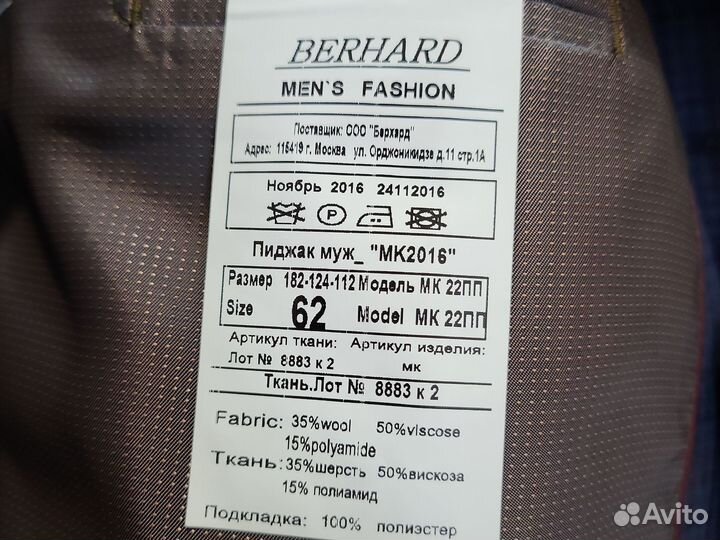 BERHARD
MEN`S FASHION
Поставщик: ООО "Берхард"
Адрес: 115419 г. Москва ул. Орджоникидзе д.11 стр.1А
Ноябрь 2016 24112016
P
Пиджак муж_ "МК2016"
Размер 182-124-112 Модель МК 22ПП
Size 62 Model МК 22ПП
Артикул ткани: Артикул изделия:
Лот № 8883 к 2 мк
Ткань.Лот № 8883 к 2
Fabric: 35%wool 50%viscose
15%polyamide
Ткань:35%шерсть 50%вискоза
15% полиамид
Подкладка: 100% полиэстер
Avito